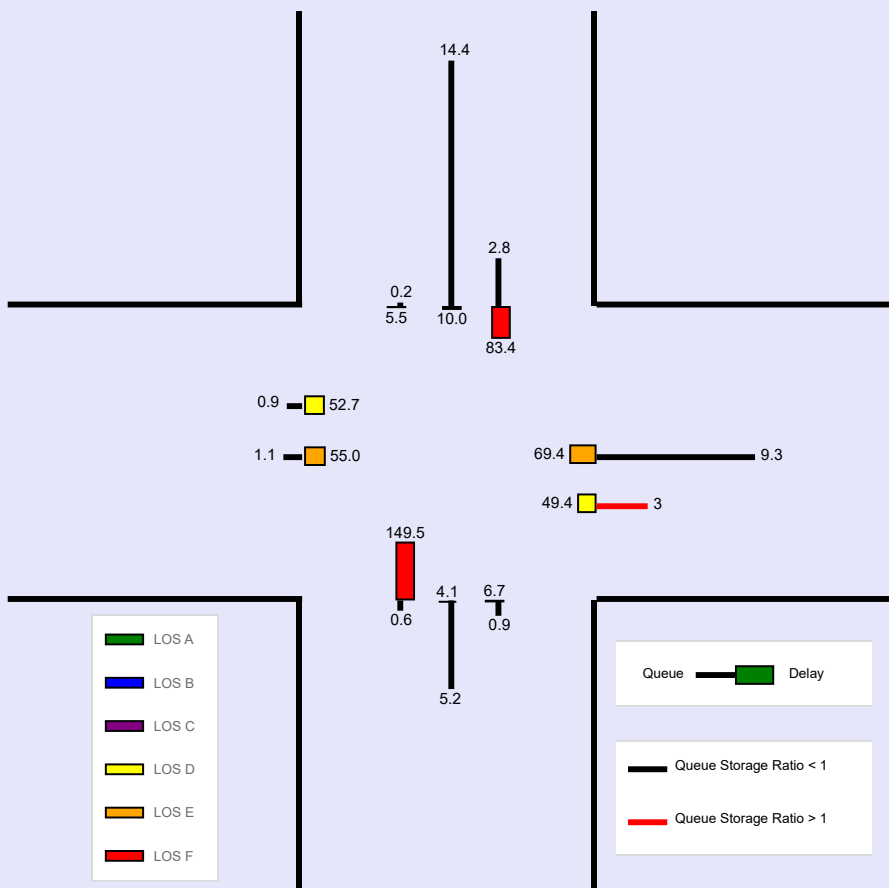 14.4
2.8
0.2
5.5
10.0
83.4
0.9
52.7
1.1
55.0
69.4
9.3
49.4
3
149.5
4.1
6.7
0.6
0.9
5.2
LOS A
LOS B
LOS C
LOS D
LOS E
LOS F
Queue
Delay
Queue Storage Ratio < 1
Queue Storage Ratio > 1